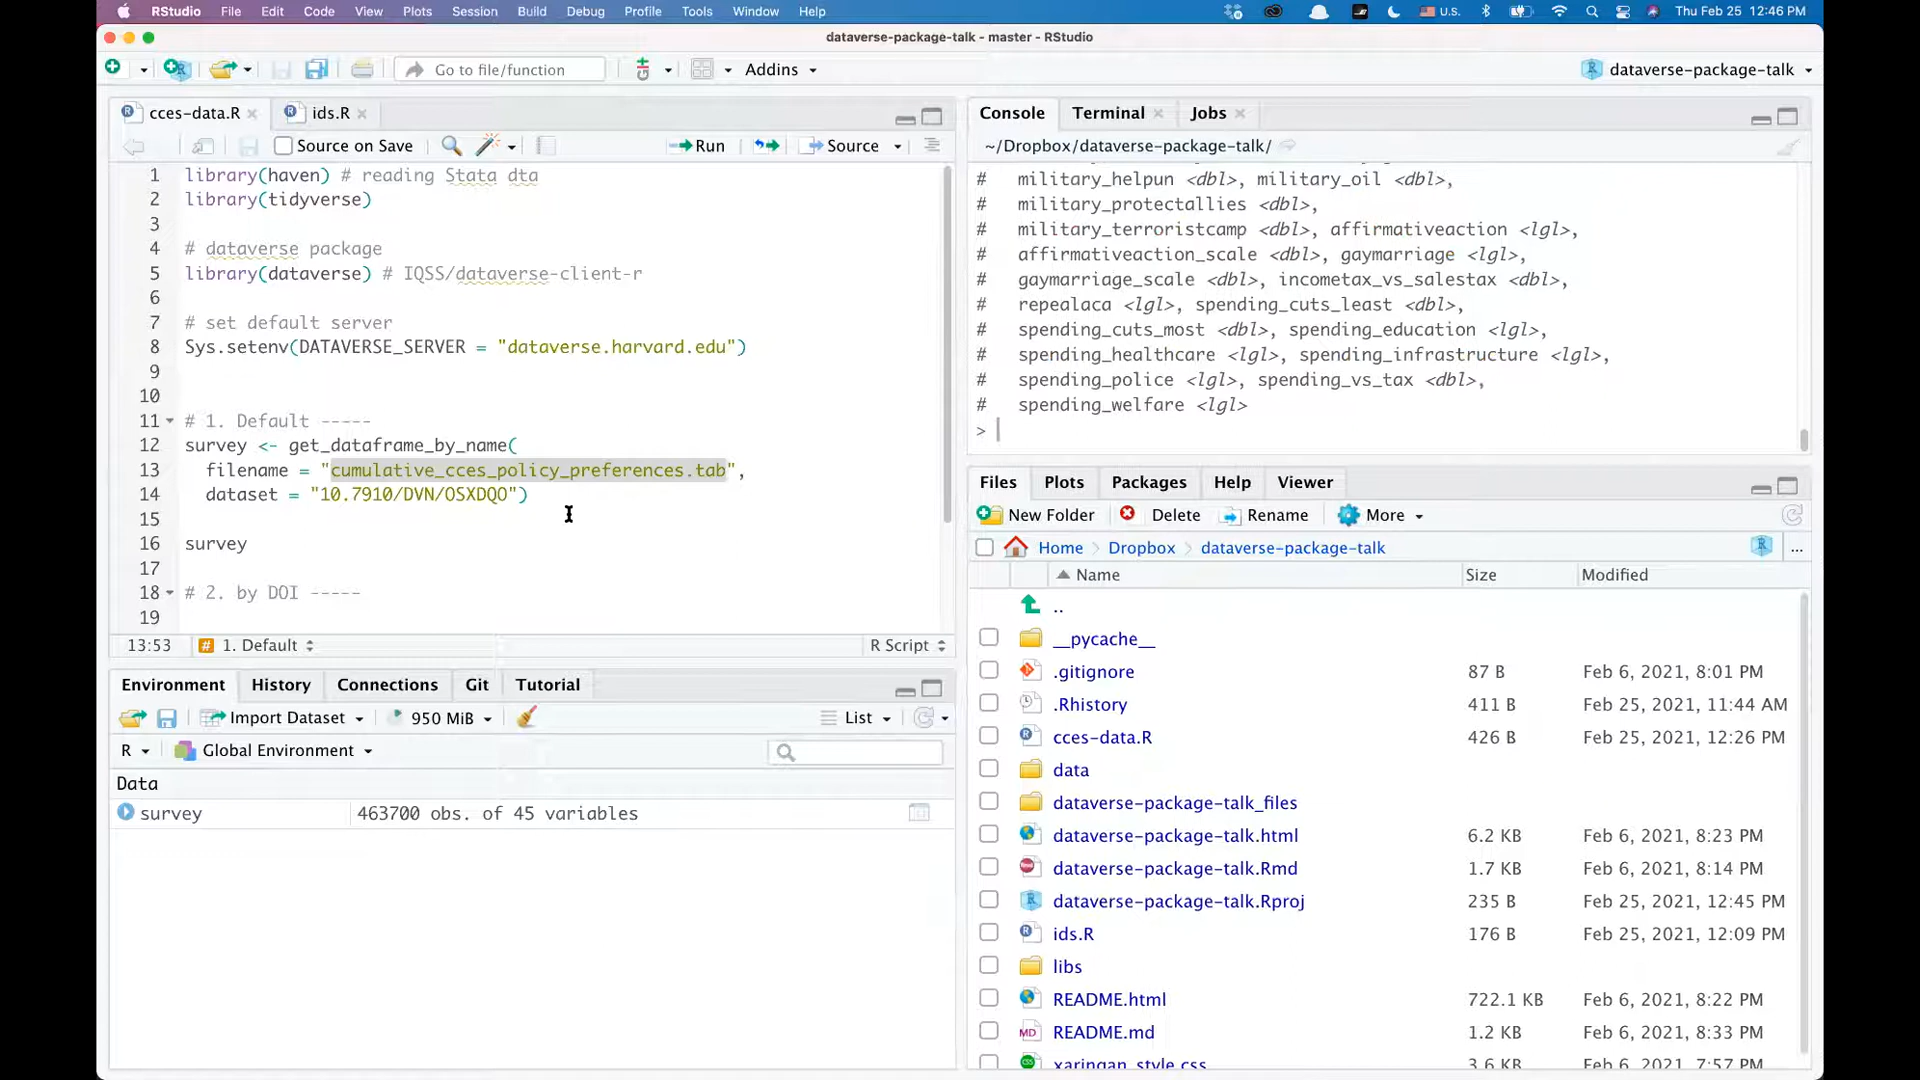 RStudio File Edit Code View Plots Session Build Debug Profile Tools Window Help U.S. Thu Feb 25 12:46 PM
dataverse-package-talk - master - RStudio
Go to file/function Addins dataverse-package-talk
cces-data.R ids.R
Source on Save Run Source
1 library(haven) # reading Stata dta
2 library(tidyverse)
3
4 # dataverse package
5 library(dataverse) # IQSS/dataverse-client-r
6
7 # set default server
8 Sys.setenv(DATAVERSE_SERVER = "dataverse.harvard.edu")
9
10
11 # 1. Default -----
12 survey <- get_dataframe_by_name(
13 filename = "cumulative_cces_policy_preferences.tab",
14 dataset = "10.7910/DVN/OSXDQO")
15
16 survey
17
18 # 2. by DOI -----
19
13:53 # 1. Default R Script
Environment History Connections Git Tutorial
Import Dataset 950 MiB List
R Global Environment
Data
survey 463700 obs. of 45 variables
Console Terminal Jobs
~/Dropbox/dataverse-package-talk/
# military_helpun <dbl>, military_oil <dbl>,
# military_protectallies <dbl>,
# military_terroristcamp <dbl>, affirmativeaction <lgl>,
# affirmativeaction_scale <dbl>, gaymarriage <lgl>,
# gaymarriage_scale <dbl>, incometax_vs_salestax <dbl>,
# repealaca <lgl>, spending_cuts_least <dbl>,
# spending_cuts_most <dbl>, spending_education <lgl>,
# spending_healthcare <lgl>, spending_infrastructure <lgl>,
# spending_police <lgl>, spending_vs_tax <dbl>,
# spending_welfare <lgl>
>
Files Plots Packages Help Viewer
New Folder Delete Rename More
Home Dropbox dataverse-package-talk ...
Name Size Modified
..
__pycache__
.gitignore 87 B Feb 6, 2021, 8:01 PM
.Rhistory 411 B Feb 25, 2021, 11:44 AM
cces-data.R 426 B Feb 25, 2021, 12:26 PM
data
dataverse-package-talk_files
dataverse-package-talk.html 6.2 KB Feb 6, 2021, 8:23 PM
dataverse-package-talk.Rmd 1.7 KB Feb 6, 2021, 8:14 PM
dataverse-package-talk.Rproj 235 B Feb 25, 2021, 12:45 PM
ids.R 176 B Feb 25, 2021, 12:09 PM
libs
README.html 722.1 KB Feb 6, 2021, 8:22 PM
README.md 1.2 KB Feb 6, 2021, 8:33 PM
xaringan_style.css 3.6 KB Feb 6, 2021, 7:57 PM